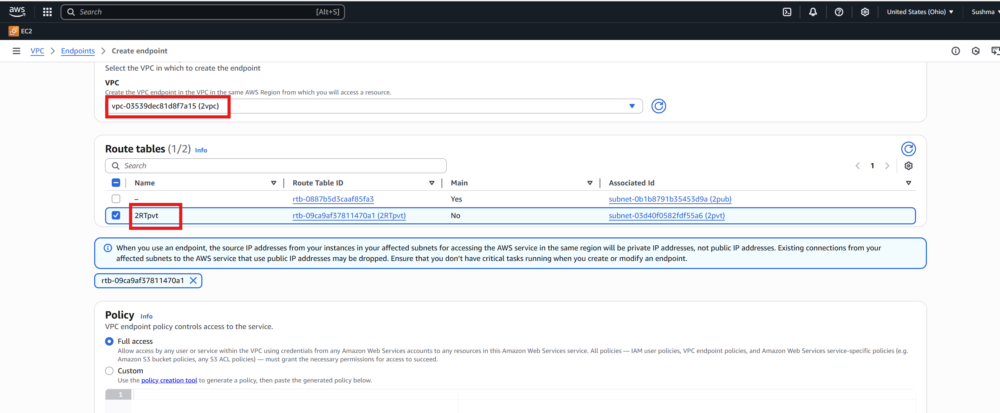 aws
Search [Alt+S]
United States (Ohio) Sushma
EC2
VPC Endpoints Create endpoint
Select the VPC in which to create the endpoint
VPC
Create the VPC endpoint in the VPC in the same AWS Region from which you will access a resource.
vpc-03539dec81d8f7a15 (2vpc)
Route tables (1/2) Info
Search
1
Name Route Table ID Main Associated Id
– rtb-0887b5d3caaf85fa3 Yes subnet-0b1b8791b35453d9a (2pub)
2RTpvt rtb-09ca9af37811470a1 (2RTpvt) No subnet-03d40f0582fdf55a6 (2pvt)
When you use an endpoint, the source IP addresses from your instances in your affected subnets for accessing the AWS service in the same region will be private IP addresses, not public IP addresses. Existing connections from your
affected subnets to the AWS service that use public IP addresses may be dropped. Ensure that you don't have critical tasks running when you create or modify an endpoint.
rtb-09ca9af37811470a1
Policy Info
VPC endpoint policy controls access to the service.
Full access
Allow access by any user or service within the VPC using credentials from any Amazon Web Services accounts to any resources in this Amazon Web Services service. All policies — IAM user policies, VPC endpoint policies, and Amazon Web Services service-specific policies (e.g.
Amazon S3 bucket policies, any S3 ACL policies) — must grant the necessary permissions for access to succeed.
Custom
Use the policy creation tool to generate a policy, then paste the generated policy below.
1